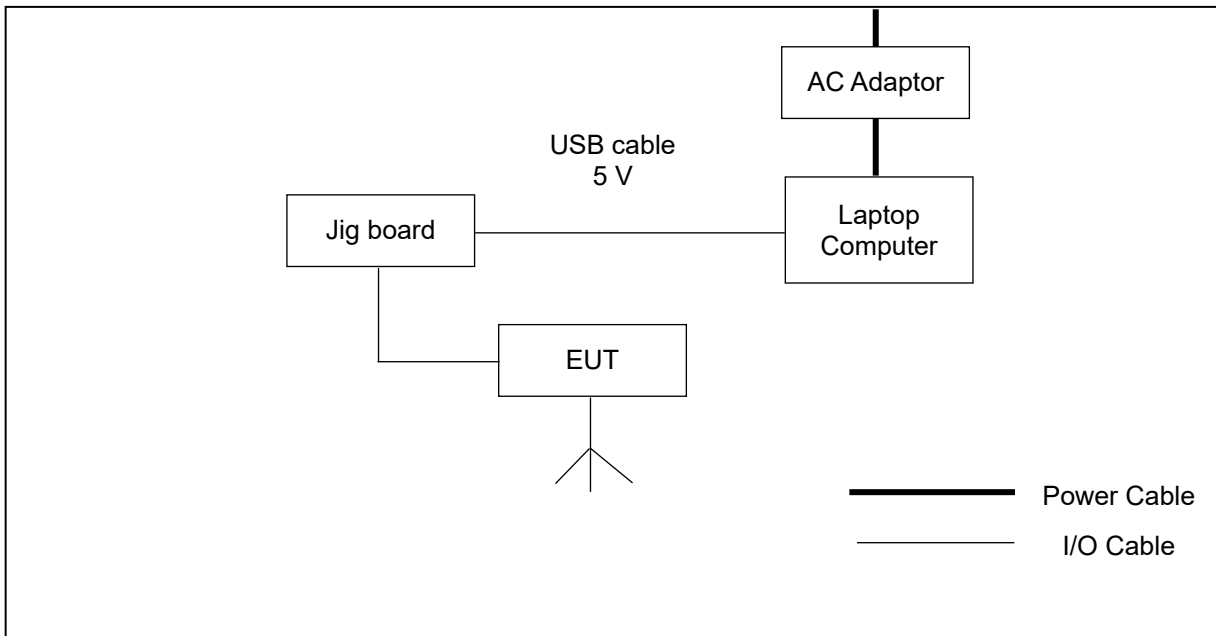 AC Adaptor
USB cable
5 V
Laptop
Computer
Jig board
EUT
Power Cable
I/O Cable